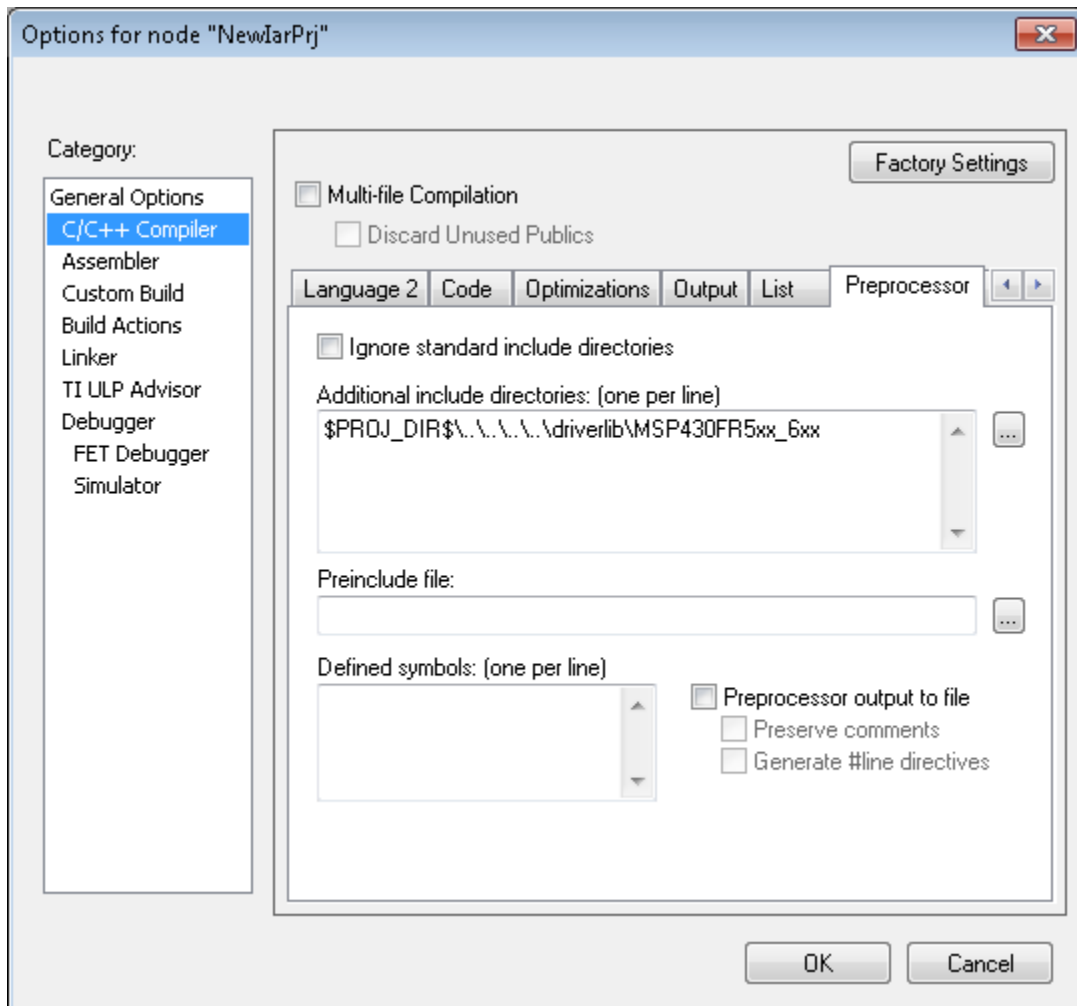 Options for node "NewIarPrj"
Category:
General Options
C/C++ Compiler
Assembler
Custom Build
Build Actions
Linker
TI ULP Advisor
Debugger
FET Debugger
Simulator
Factory Settings
Multi-file Compilation
Discard Unused Publics
Language 2 Code Optimizations Output List Preprocessor
Ignore standard include directories
Additional include directories: (one per line)
$PROJ_DIR$\..\..\..\..\driverlib\MSP430FR5xx_6xx
...
Preinclude file:
...
Defined symbols: (one per line)
Preprocessor output to file
Preserve comments
Generate #line directives
OK Cancel